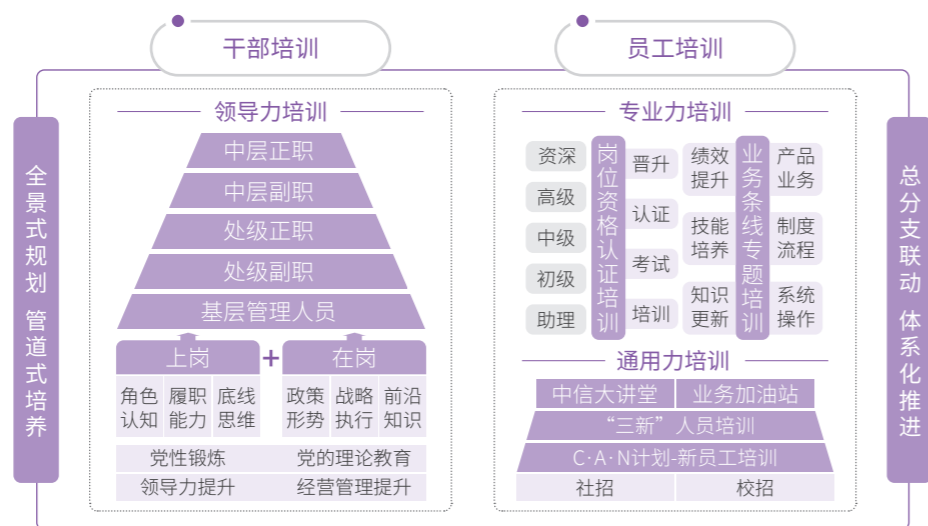 干部培训
员工培训
全景式规划 管道式培养
领导力培训
中层正职
中层副职
处级正职
处级副职
基层管理人员
上岗
+
在岗
角色认知
履职能力
底线思维
政策形势
战略执行
前沿知识
党性锻炼
党的理论教育
领导力提升
经营管理提升
专业力培训
资深
高级
中级
初级
助理
岗位资格认证培训
晋升
认证
考试
培训
绩效提升
技能培养
知识更新
业务条线专题培训
产品业务
制度流程
系统操作
通用力培训
中信大讲堂
业务加油站
“三新”人员培训
C·A·N计划-新员工培训
社招
校招
总分支联动 体系化推进